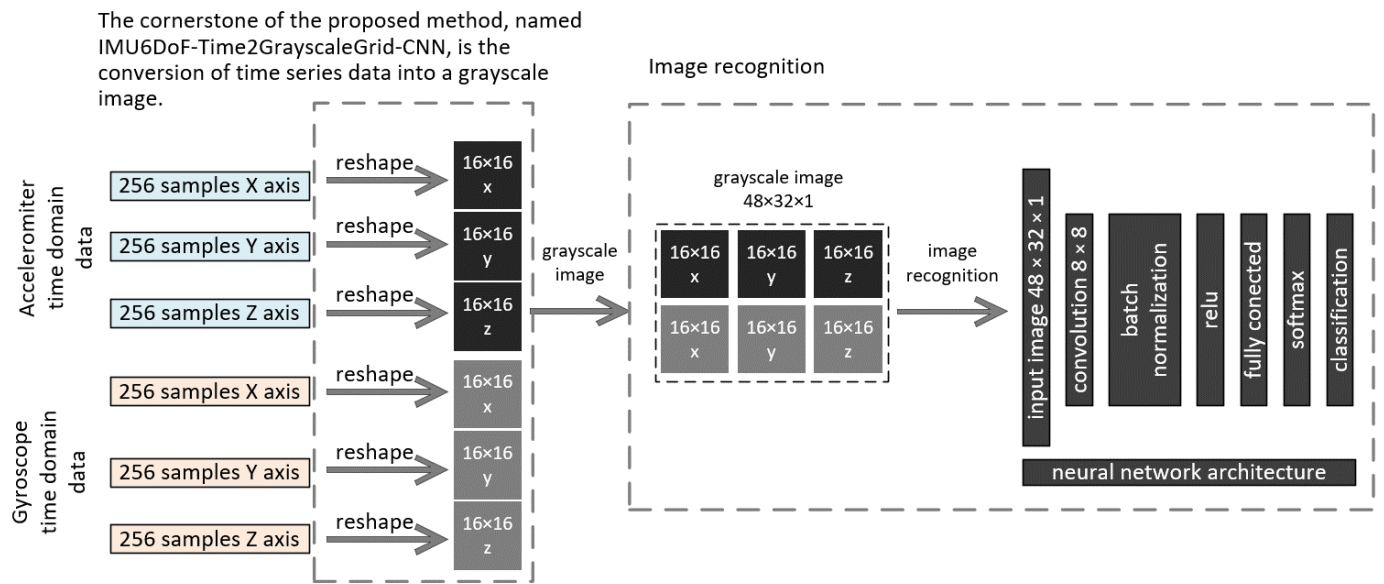 The cornerstone of the proposed method, named
IMU6DoF-Time2GrayscaleGrid-CNN, is the
conversion of time series data into a grayscale
image.
Image recognition
Acceleromiter
time domain
data
256 samples X axis
reshape
16×16
x
256 samples Y axis
reshape
16×16
y
256 samples Z axis
reshape
16×16
z
Gyroscope
time domain
data
256 samples X axis
reshape
16×16
x
256 samples Y axis
reshape
16×16
y
256 samples Z axis
reshape
16×16
z
grayscale
image
grayscale image
48×32×1
16×16
x
16×16
y
16×16
z
16×16
x
16×16
y
16×16
z
image
recognition
input image 48 × 32 × 1
convolution 8 × 8
batch
normalization
relu
fully conected
softmax
classification
neural network architecture